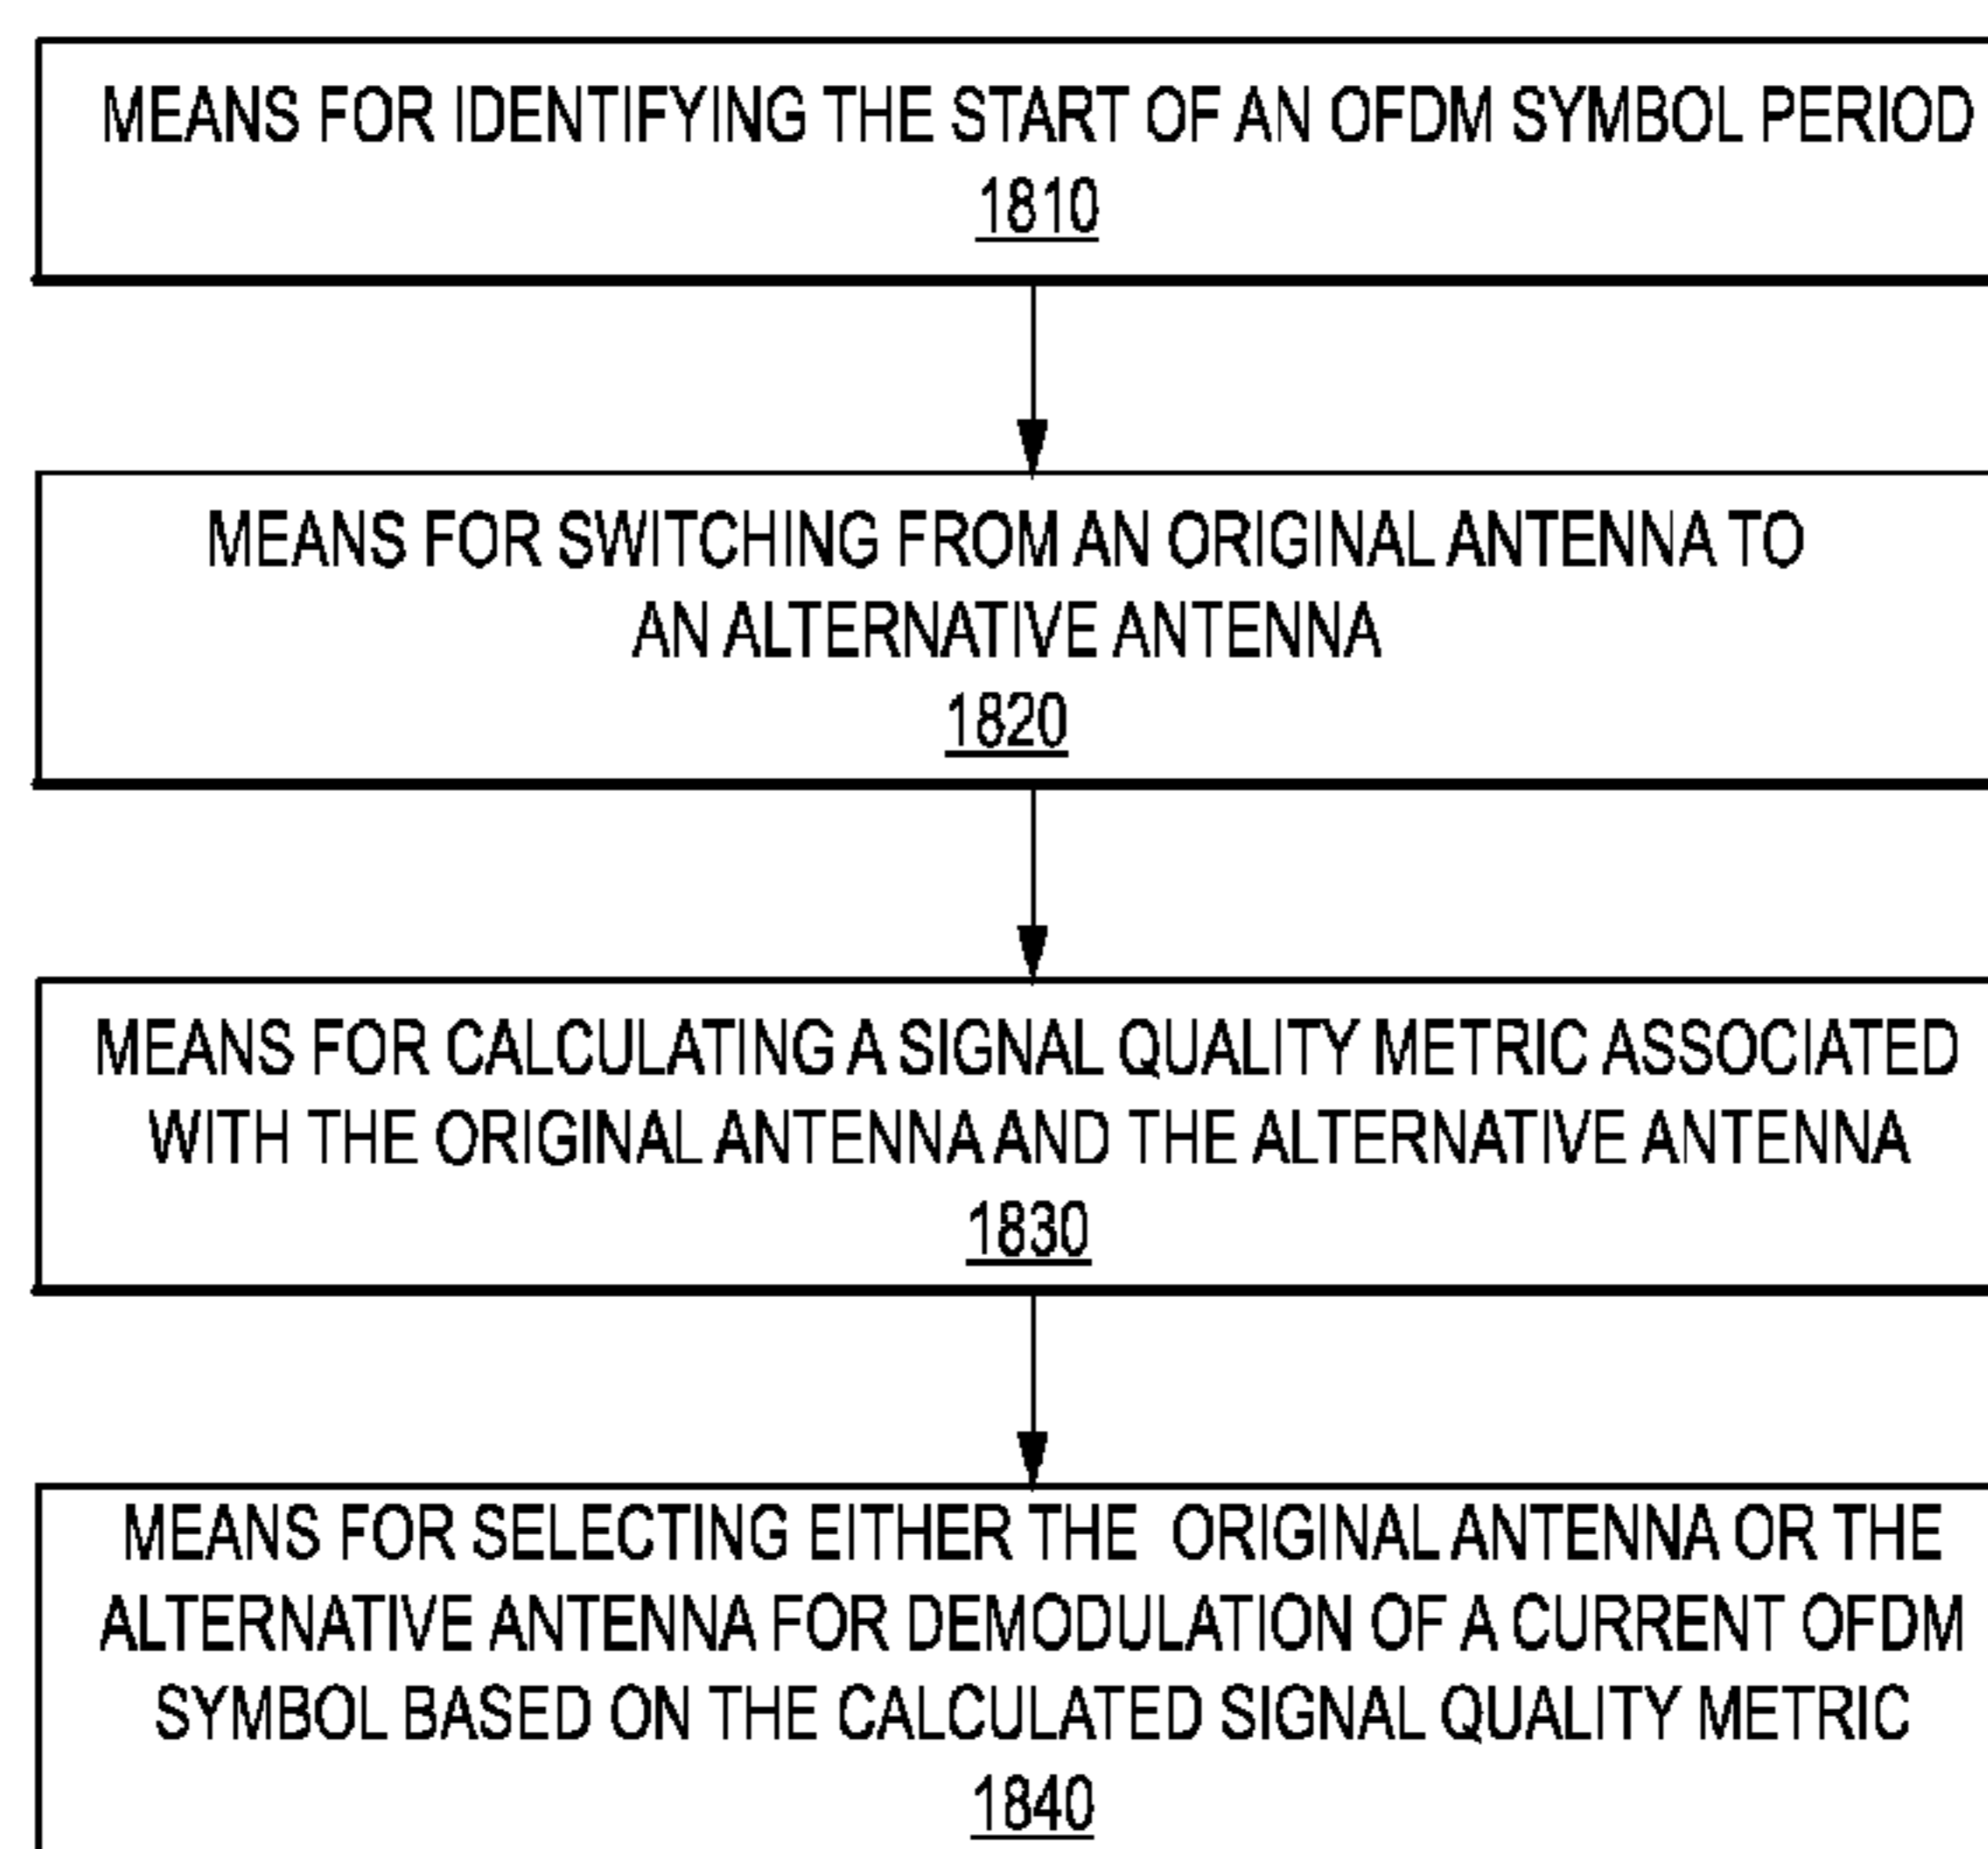 MEANS FOR IDENTIFYING THE START OF AN OFDM SYMBOL PERIOD
1810
MEANS FOR SWITCHING FROM AN ORIGINAL ANTENNA TO
AN ALTERNATIVE ANTENNA
1820
MEANS FOR CALCULATING A SIGNAL QUALITY METRIC ASSOCIATED
WITH THE ORIGINAL ANTENNA AND THE ALTERNATIVE ANTENNA
1830
MEANS FOR SELECTING EITHER THE ORIGINAL ANTENNA OR THE
ALTERNATIVE ANTENNA FOR DEMODULATION OF A CURRENT OFDM
SYMBOL BASED ON THE CALCULATED SIGNAL QUALITY METRIC
1840